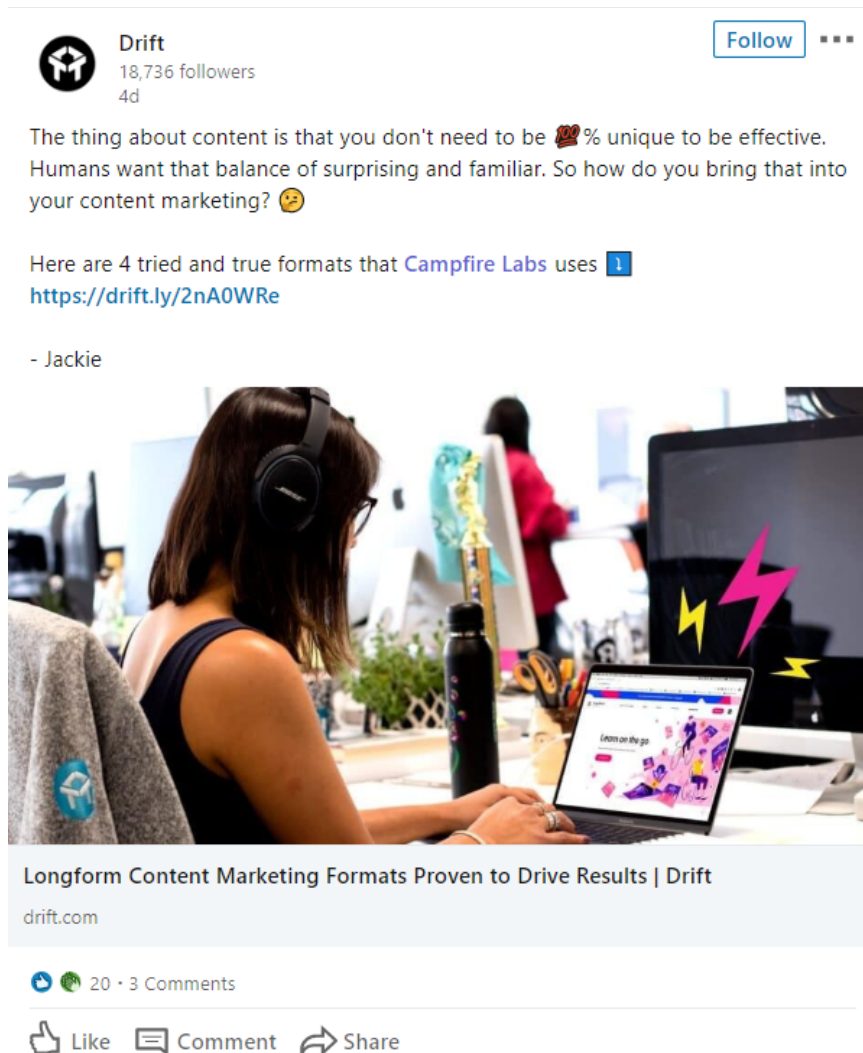 Drift
Follow
18,736 followers
4d
The thing about content is that you don't need to be 💯% unique to be effective.
Humans want that balance of surprising and familiar. So how do you bring that into
your content marketing? 🤔
Here are 4 tried and true formats that Campfire Labs uses ⤵️
https://drift.ly/2nA0WRe
- Jackie
BOSE
Learn on the go
Longform Content Marketing Formats Proven to Drive Results | Drift
drift.com
20 · 3 Comments
Like Comment Share